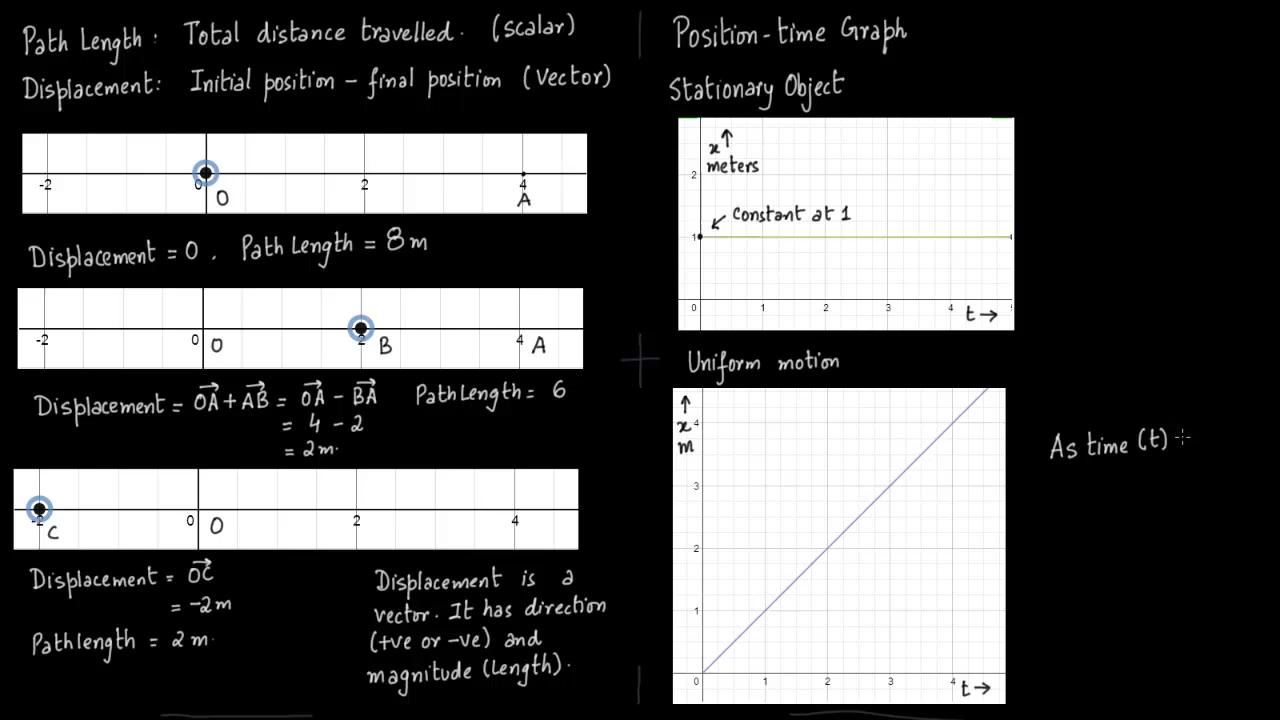 Path Length: Total distance travelled. (scalar)
Displacement: Initial position - final position (Vector)
-2 0 2 4
O A
Displacement = 0. Path Length = 8m
-2 0 2 4
O B A
Displacement = OA + AB = OA - BA Path Length = 6
= 4 - 2
= 2m.
-2 0 2 4
C O
Displacement = OC
= -2m
Pathlength = 2 m.
Displacement is a
vector. It has direction
(+ve or -ve) and
magnitude (Length).
Position-time Graph
Stationary Object
x ↑
meters
2
Constant at 1
1
0 1 2 3 4
t →
Uniform motion
↑
x 4
m
3
2
1
0 1 2 3 4 t →
As time (t)